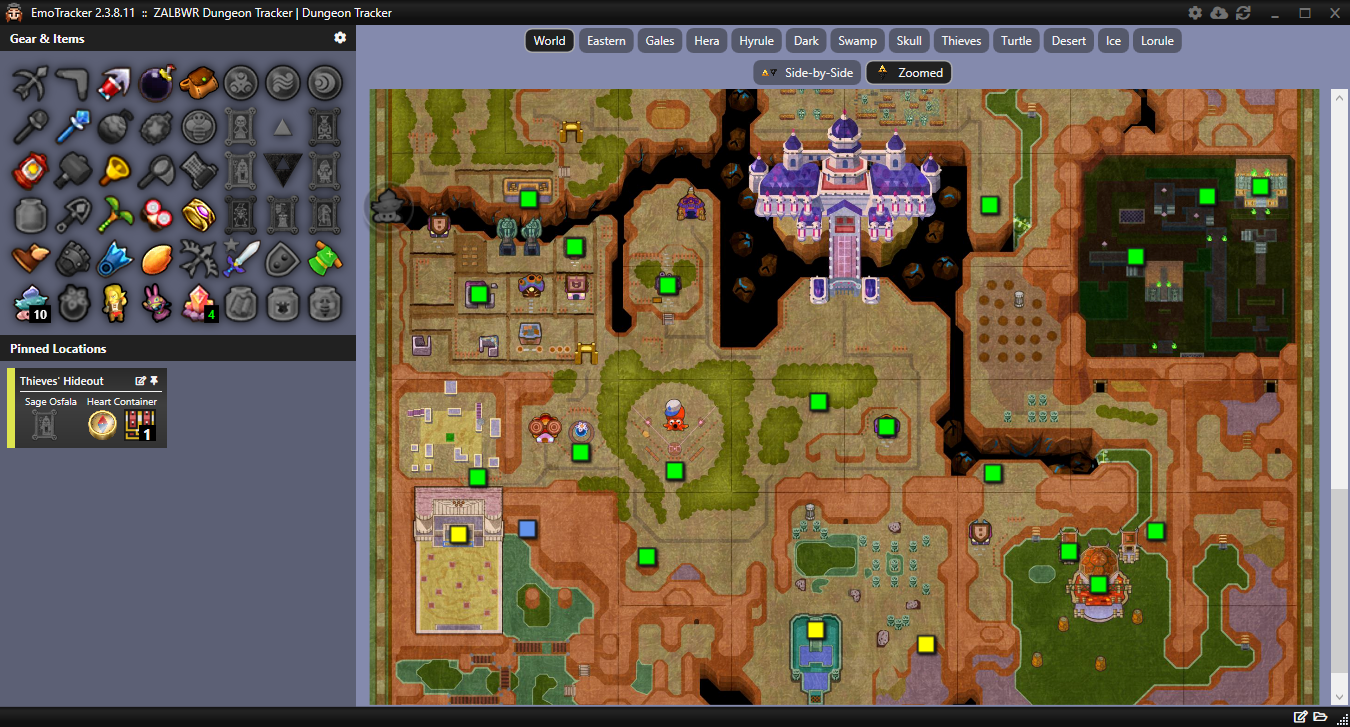 EmoTracker 2.3.8.11 :: ZALBWR Dungeon Tracker | Dungeon Tracker
Gear & Items
World Eastern Gales Hera Hyrule Dark Swamp Skull Thieves Turtle Desert Ice Lorule
Side-by-Side Zoomed
10
4
Pinned Locations
Thieves' Hideout
Sage Osfala Heart Container
1